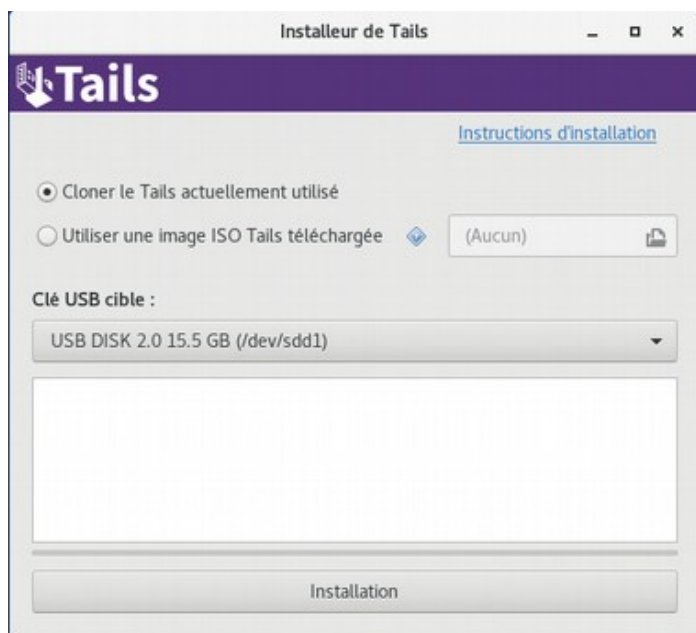 Installeur de Tails
Tails
Instructions d'installation
Cloner le Tails actuellement utilisé
Utiliser une image ISO Tails téléchargée (Aucun)
Clé USB cible :
USB DISK 2.0 15.5 GB (/dev/sdd1)
Installation